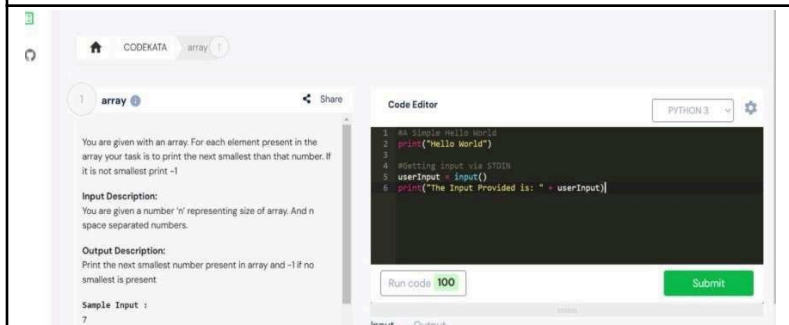 CODEKATA
array
1
1
array
Share
You are given with an array. For each element present in the
array your task is to print the next smallest than that number. If
it is not smallest print -1
Input Description:
You are given a number 'n' representing size of array. And n
space separated numbers.
Output Description:
Print the next smallest number present in array and -1 if no
smallest is present
Sample Input :
7
Code Editor
PYTHON 3
1 #A Simple Hello World
2 print("Hello World")
3
4 #Getting input via STDIN
5 userInput = input()
6 print("The Input Provided is: " + userInput)
Run code 100
Submit
Input Output